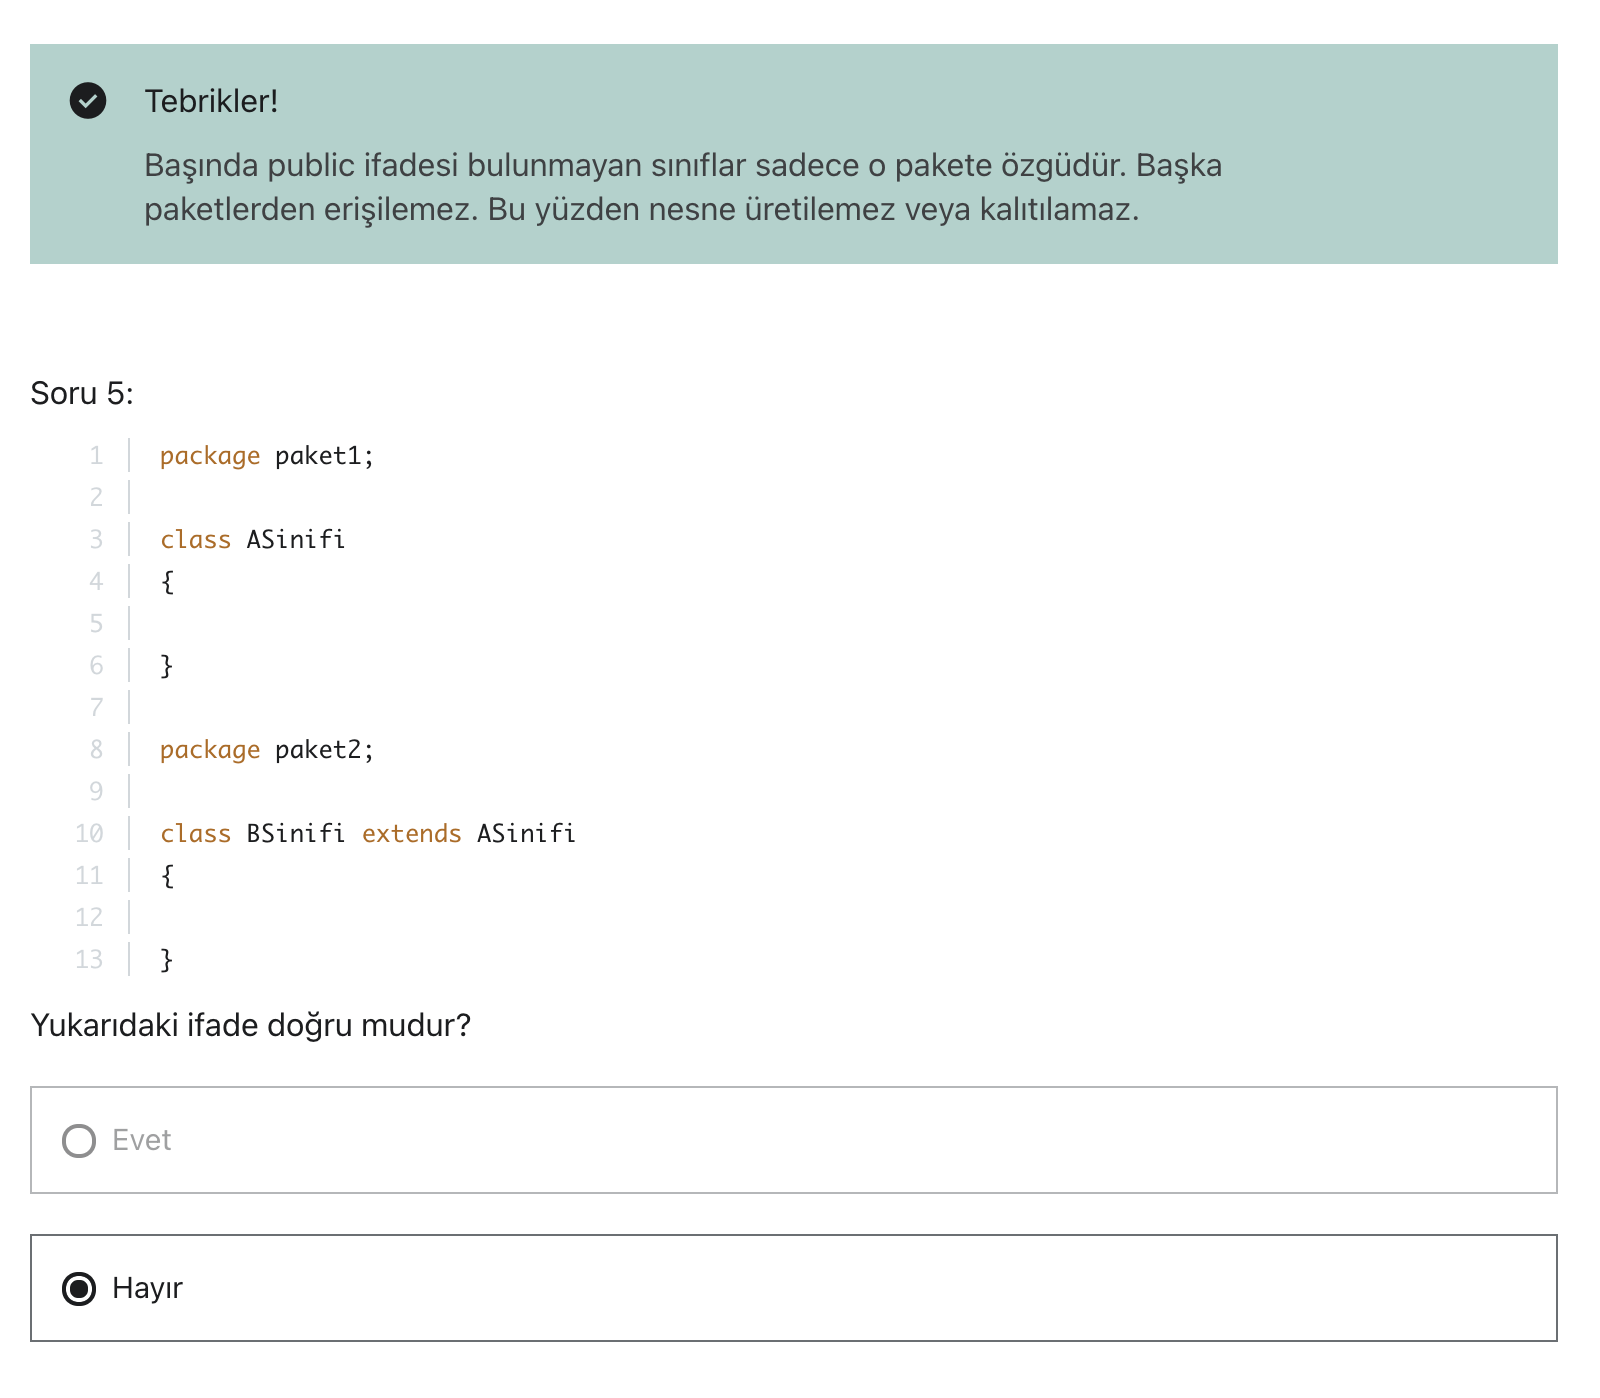 Tebrikler!
Başında public ifadesi bulunmayan sınıflar sadece o pakete özgüdür. Başka
paketlerden erişilemez. Bu yüzden nesne üretilemez veya kalıtılamaz.
Soru 5:
1 package paket1;
2
3 class ASinifi
4 {
5
6 }
7
8 package paket2;
9
10 class BSinifi extends ASinifi
11 {
12
13 }
Yukarıdaki ifade doğru mudur?
Evet
Hayır